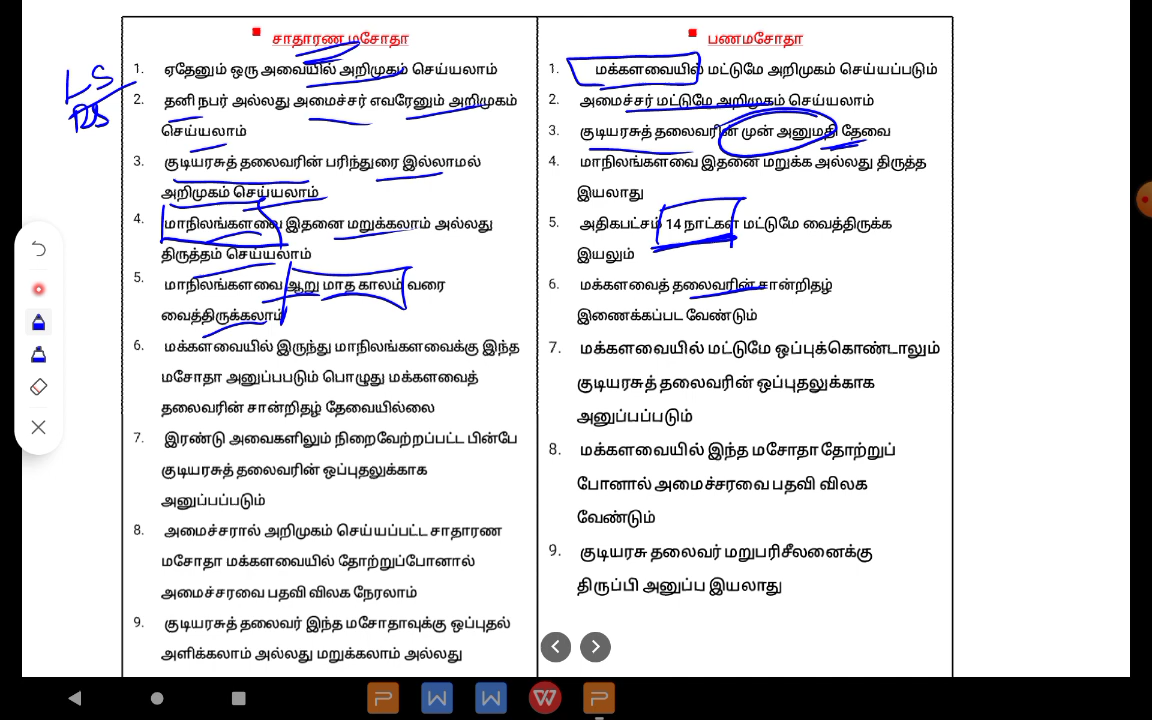 சாதாரண மசோதா
1. ஏதேனும் ஒரு அவையில் அறிமுகம் செய்யலாம்
2. தனி நபர் அல்லது அமைச்சர் எவரேனும் அறிமுகம்
செய்யலாம்
3. குடியரசுத் தலைவரின் பரிந்துரை இல்லாமல்
அறிமுகம் செய்யலாம்
4. மாநிலங்களவை இதனை மறுக்கலாம் அல்லது
திருத்தம் செய்யலாம்
5. மாநிலங்களவை ஆறு மாத காலம் வரை
வைத்திருக்கலாம்
6. மக்களவையில் இருந்து மாநிலங்களவைக்கு இந்த
மசோதா அனுப்பபடும் பொழுது மக்களவைத்
தலைவரின் சான்றிதழ் தேவையில்லை
7. இரண்டு அவைகளிலும் நிறைவேற்றப்பட்ட பின்பே
குடியரசுத் தலைவரின் ஒப்புதலுக்காக
அனுப்பப்படும்
8. அமைச்சரால் அறிமுகம் செய்யப்பட்ட சாதாரண
மசோதா மக்களவையில் தோற்றுப்போனால்
அமைச்சரவை பதவி விலக நேரலாம்
9. குடியரசுத் தலைவர் இந்த மசோதாவுக்கு ஒப்புதல்
அளிக்கலாம் அல்லது மறுக்கலாம் அல்லது
பணமசோதா
1. மக்களவையில் மட்டுமே அறிமுகம் செய்யப்படும்
2. அமைச்சர் மட்டுமே அறிமுகம் செய்யலாம்
3. குடியரசுத் தலைவரின் முன் அனுமதி தேவை
4. மாநிலங்களவை இதனை மறுக்க அல்லது திருத்த
இயலாது
5. அதிகபட்சம் 14 நாட்கள் மட்டுமே வைத்திருக்க
இயலும்
6. மக்களவைத் தலைவரின் சான்றிதழ்
இணைக்கப்பட வேண்டும்
7. மக்களவையில் மட்டுமே ஒப்புக்கொண்டாலும்
குடியரசுத் தலைவரின் ஒப்புதலுக்காக
அனுப்பப்படும்
8. மக்களவையில் இந்த மசோதா தோற்றுப்
போனால் அமைச்சரவை பதவி விலக
வேண்டும்
9. குடியரசு தலைவர் மறுபரிசீலனைக்கு
திருப்பி அனுப்ப இயலாது
LS